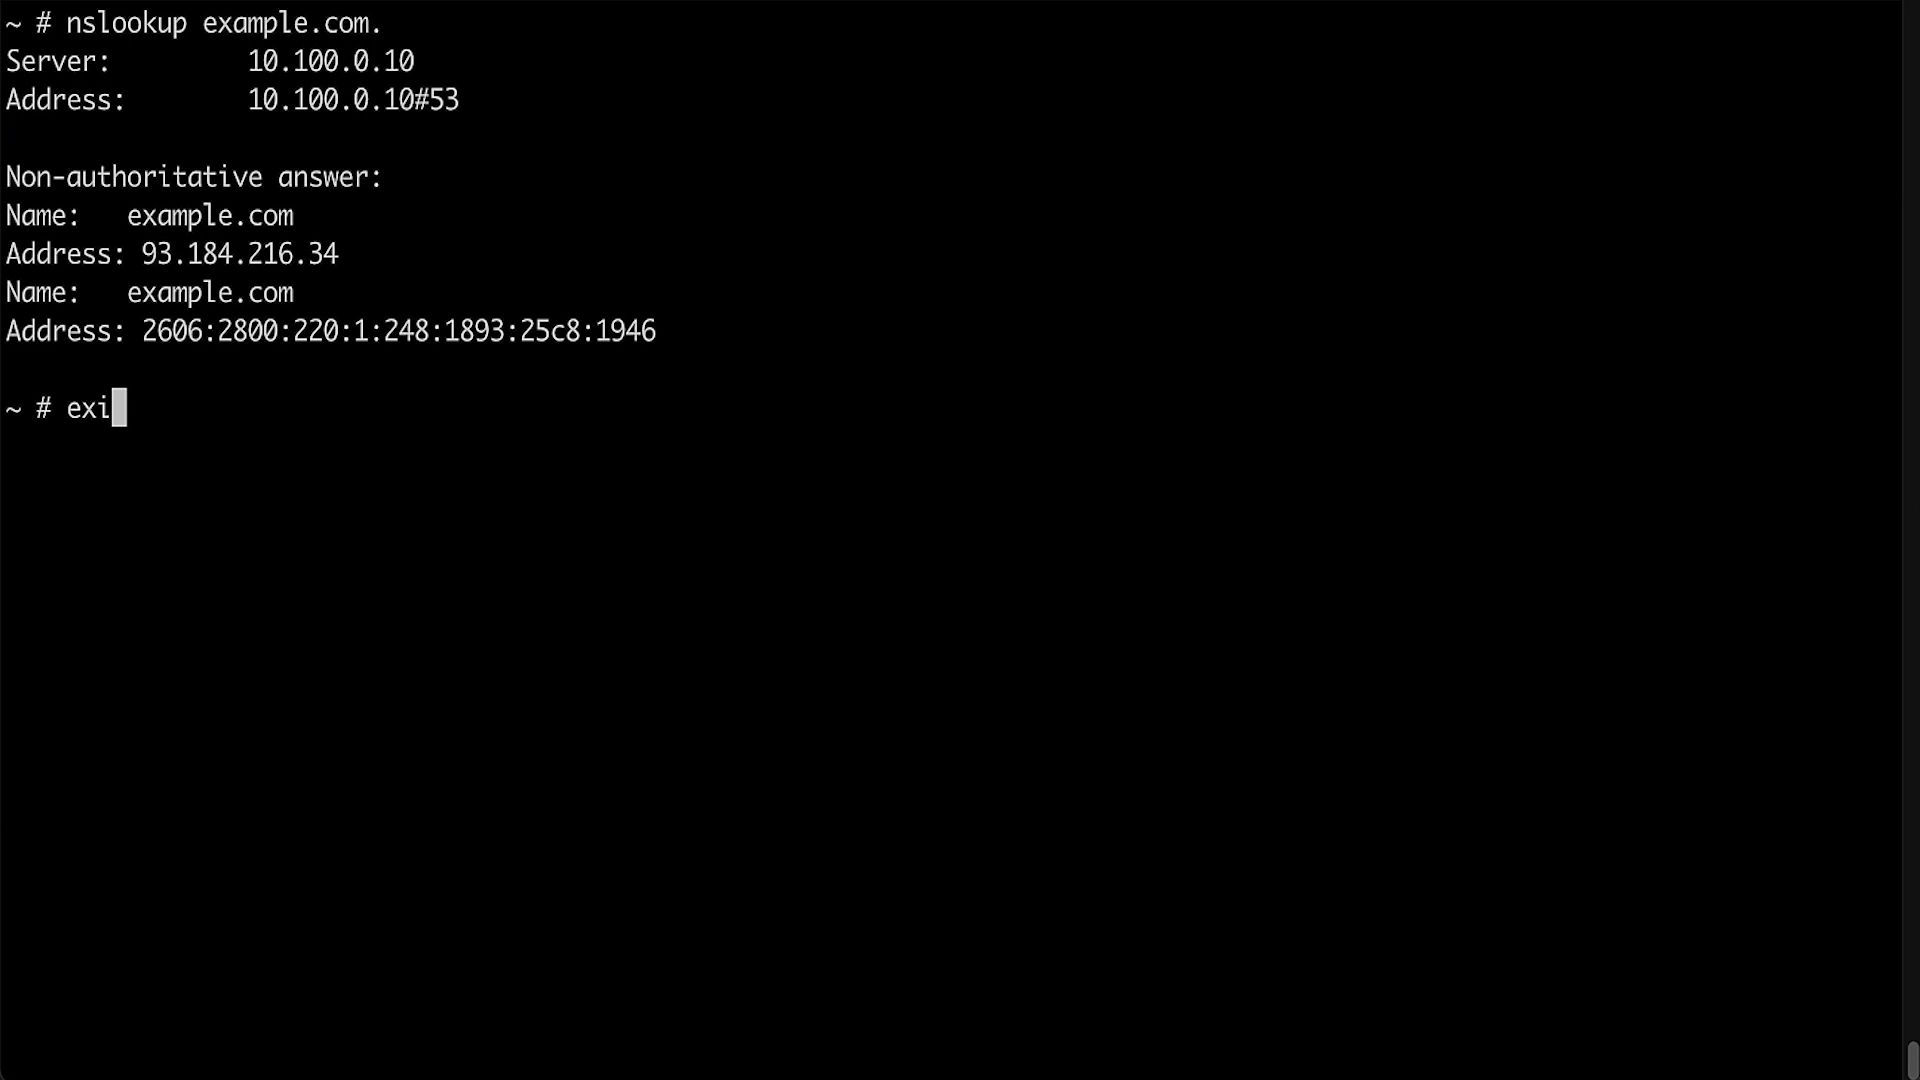 ~ # nslookup example.com.
Server:         10.100.0.10
Address:        10.100.0.10#53

Non-authoritative answer:
Name:   example.com
Address: 93.184.216.34
Name:   example.com
Address: 2606:2800:220:1:248:1893:25c8:1946

~ # exi